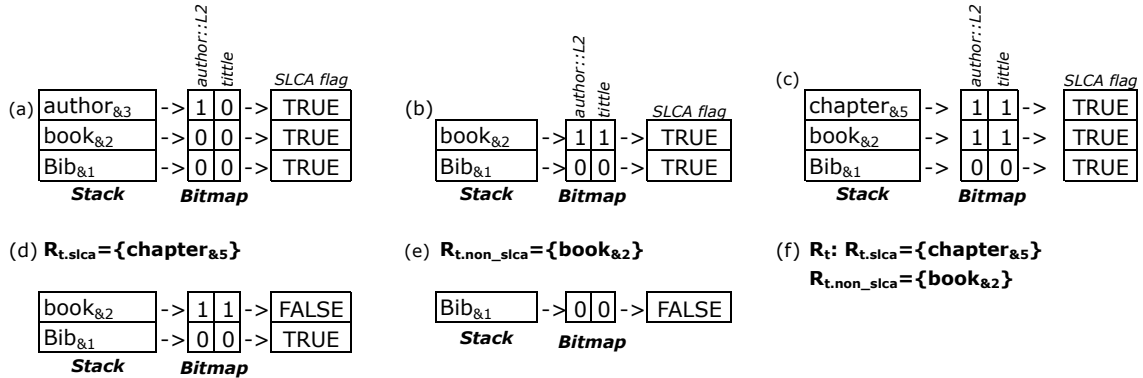 author::L2
tittle
SLCA flag
(a) author&3 -> 1 0 -> TRUE
book&2 -> 0 0 -> TRUE
Bib&1 -> 0 0 -> TRUE
Stack Bitmap
author::L2
tittle
SLCA flag
(b)
book&2 -> 1 1 -> TRUE
Bib&1 -> 0 0 -> TRUE
Stack Bitmap
author::L2
tittle
SLCA flag
(c)
chapter&5 -> 1 1 -> TRUE
book&2 -> 1 1 -> TRUE
Bib&1 -> 0 0 -> TRUE
Stack Bitmap
(d) Rt.slca={chapter&5}
book&2 -> 1 1 -> FALSE
Bib&1 -> 0 0 -> TRUE
Stack Bitmap
(e) Rt.non_slca={book&2}
Bib&1 -> 0 0 -> FALSE
Stack Bitmap
(f) Rt: Rt.slca={chapter&5}
Rt.non_slca={book&2}